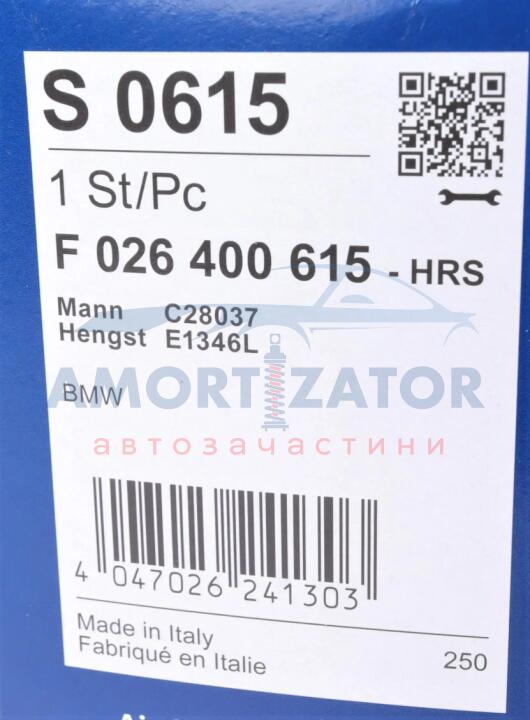 S 0615
1 St/Pc
F 026 400 615 - HRS
Mann C28037
Hengst E1346L
AMORTIZATOR
BMW
автозачастини
4 047026 241303
Made in Italy
Fabriqué en Italie
250